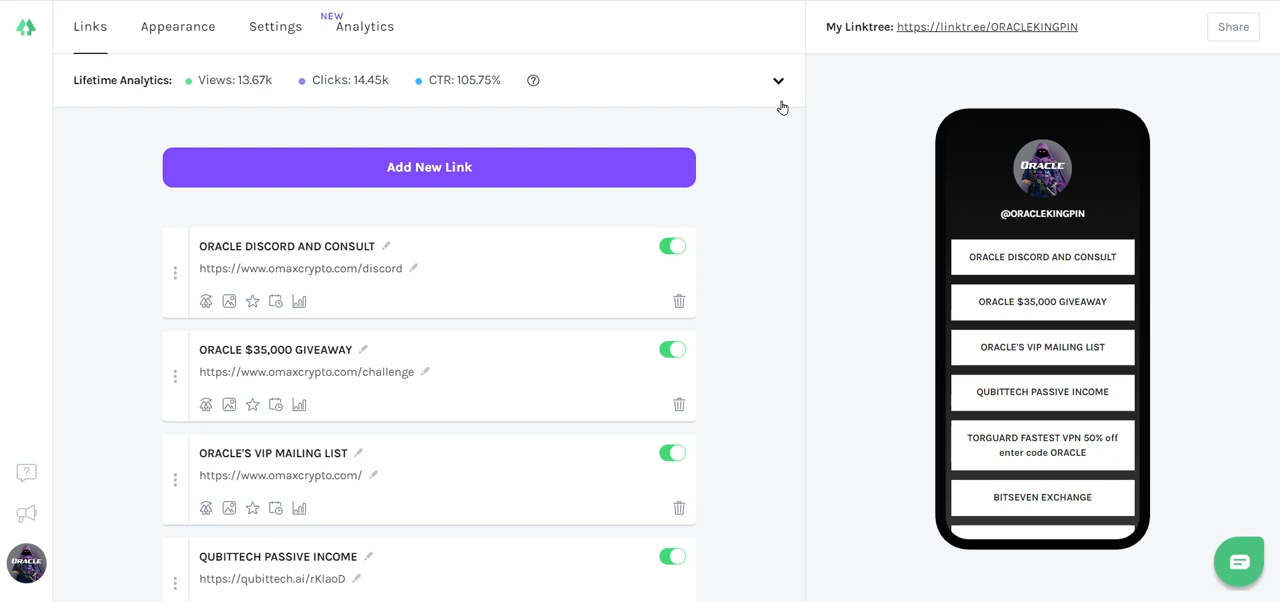 Links
Appearance
Settings
NEW
Analytics
My Linktree: https://linktr.ee/ORACLEKINGPIN
Share
Lifetime Analytics:
Views: 13.67k
Clicks: 14.45k
CTR: 105.75%
?
Add New Link
ORACLE DISCORD AND CONSULT
https://www.omaxcrypto.com/discord
ORACLE $35,000 GIVEAWAY
https://www.omaxcrypto.com/challenge
ORACLE'S VIP MAILING LIST
https://www.omaxcrypto.com/
QUBITTECH PASSIVE INCOME
https://qubittech.ai/rKlaoD
?
ORACLE
ORACLE
@ORACLEKINGPIN
ORACLE DISCORD AND CONSULT
ORACLE $35,000 GIVEAWAY
ORACLE'S VIP MAILING LIST
QUBITTECH PASSIVE INCOME
TORGUARD FASTEST VPN 50% off
enter code ORACLE
BITSEVEN EXCHANGE